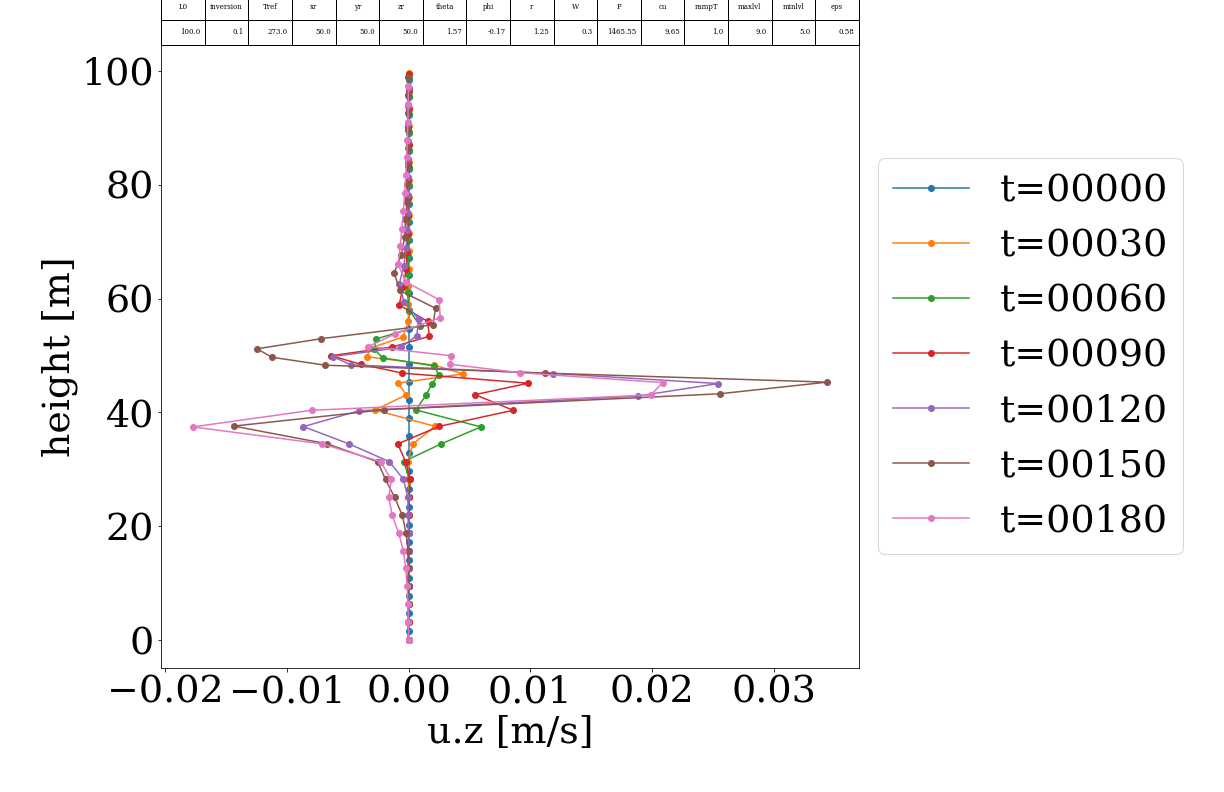 L0 inversion Tref xr yr zr theta phi r W P cu rampT maxlvl minlvl eps
100.0 0.1 273.0 50.0 50.0 50.0 1.57 -0.17 1.25 0.3 1465.55 9.65 1.0 9.0 5.0 0.58
100
80
60
40
20
0
height [m]
−0.02 −0.01 0.00 0.01 0.02 0.03
u.z [m/s]
t=00000
t=00030
t=00060
t=00090
t=00120
t=00150
t=00180